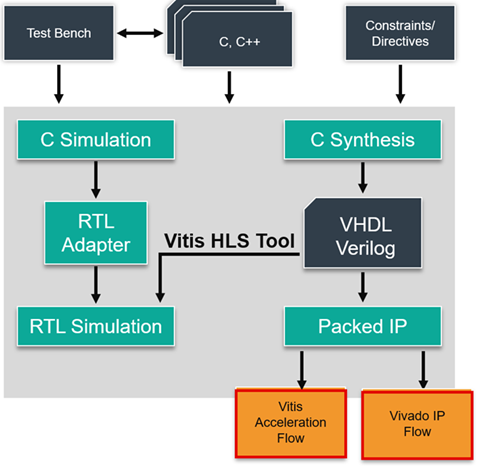 Test Bench
C, C++
Constraints/
Directives
C Simulation
C Synthesis
RTL
Adapter
Vitis HLS Tool
VHDL
Verilog
RTL Simulation
Packed IP
Vitis
Acceleration
Flow
Vivado IP
Flow